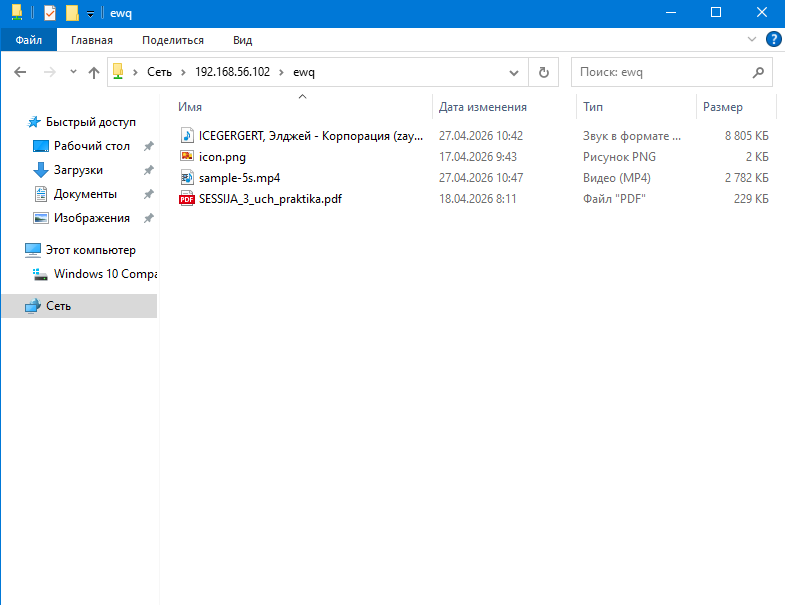 ewq
Файл Главная Поделиться Вид
Сеть 192.168.56.102 ewq Поиск: ewq
Имя Дата изменения Тип Размер
Быстрый доступ
Рабочий стол
Загрузки
Документы
Изображения
Этот компьютер
Windows 10 Compa
Сеть
ICEGERGERT, Элджей - Корпорация (zay... 27.04.2026 10:42 Звук в формате ... 8 805 КБ
icon.png 17.04.2026 9:43 Рисунок PNG 2 КБ
sample-5s.mp4 27.04.2026 10:47 Видео (MP4) 2 782 КБ
PDF SESSIJA_3_uch_praktika.pdf 18.04.2026 8:11 Файл "PDF" 229 КБ